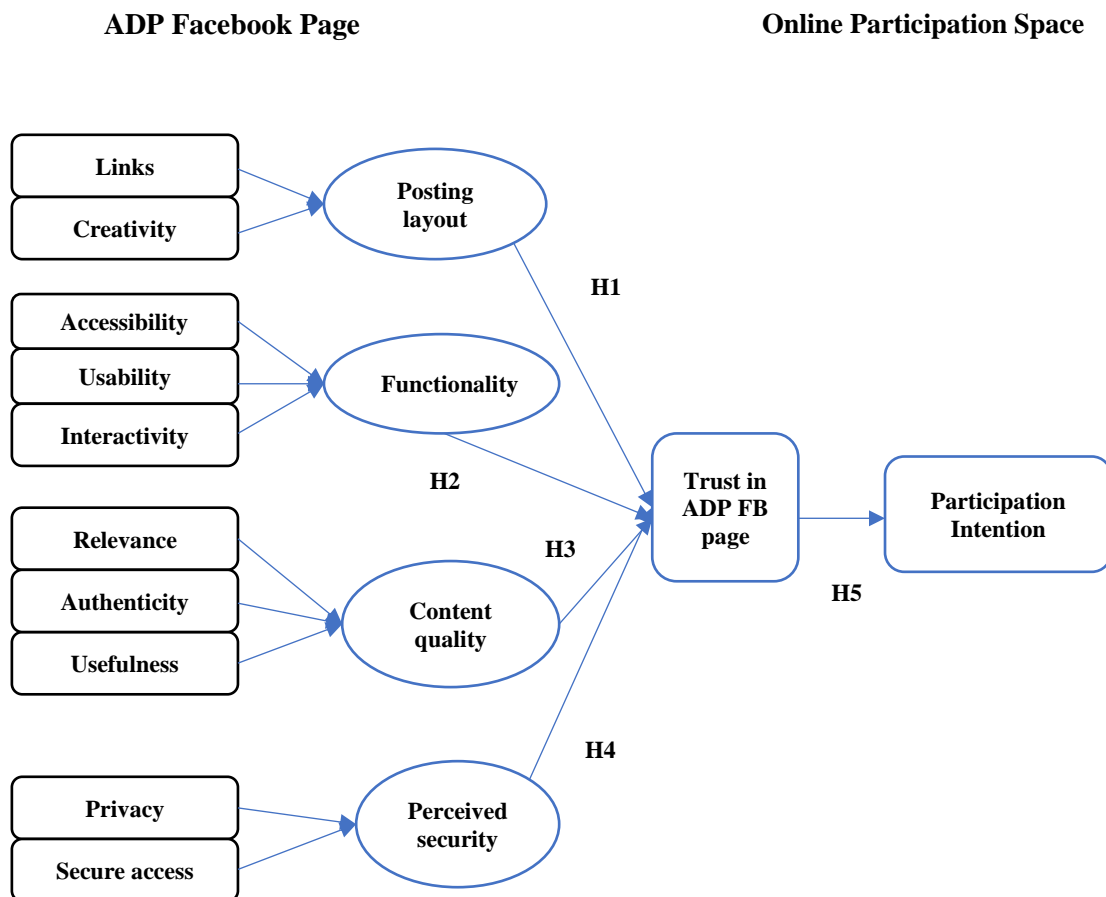 ADP Facebook Page
Online Participation Space
Links
Creativity
Posting
layout
H1
Accessibility
Usability
Interactivity
Functionality
H2
Trust in
ADP FB
page
Participation
Intention
H5
Relevance
Authenticity
Usefulness
Content
quality
H3
H4
Privacy
Secure access
Perceived
security